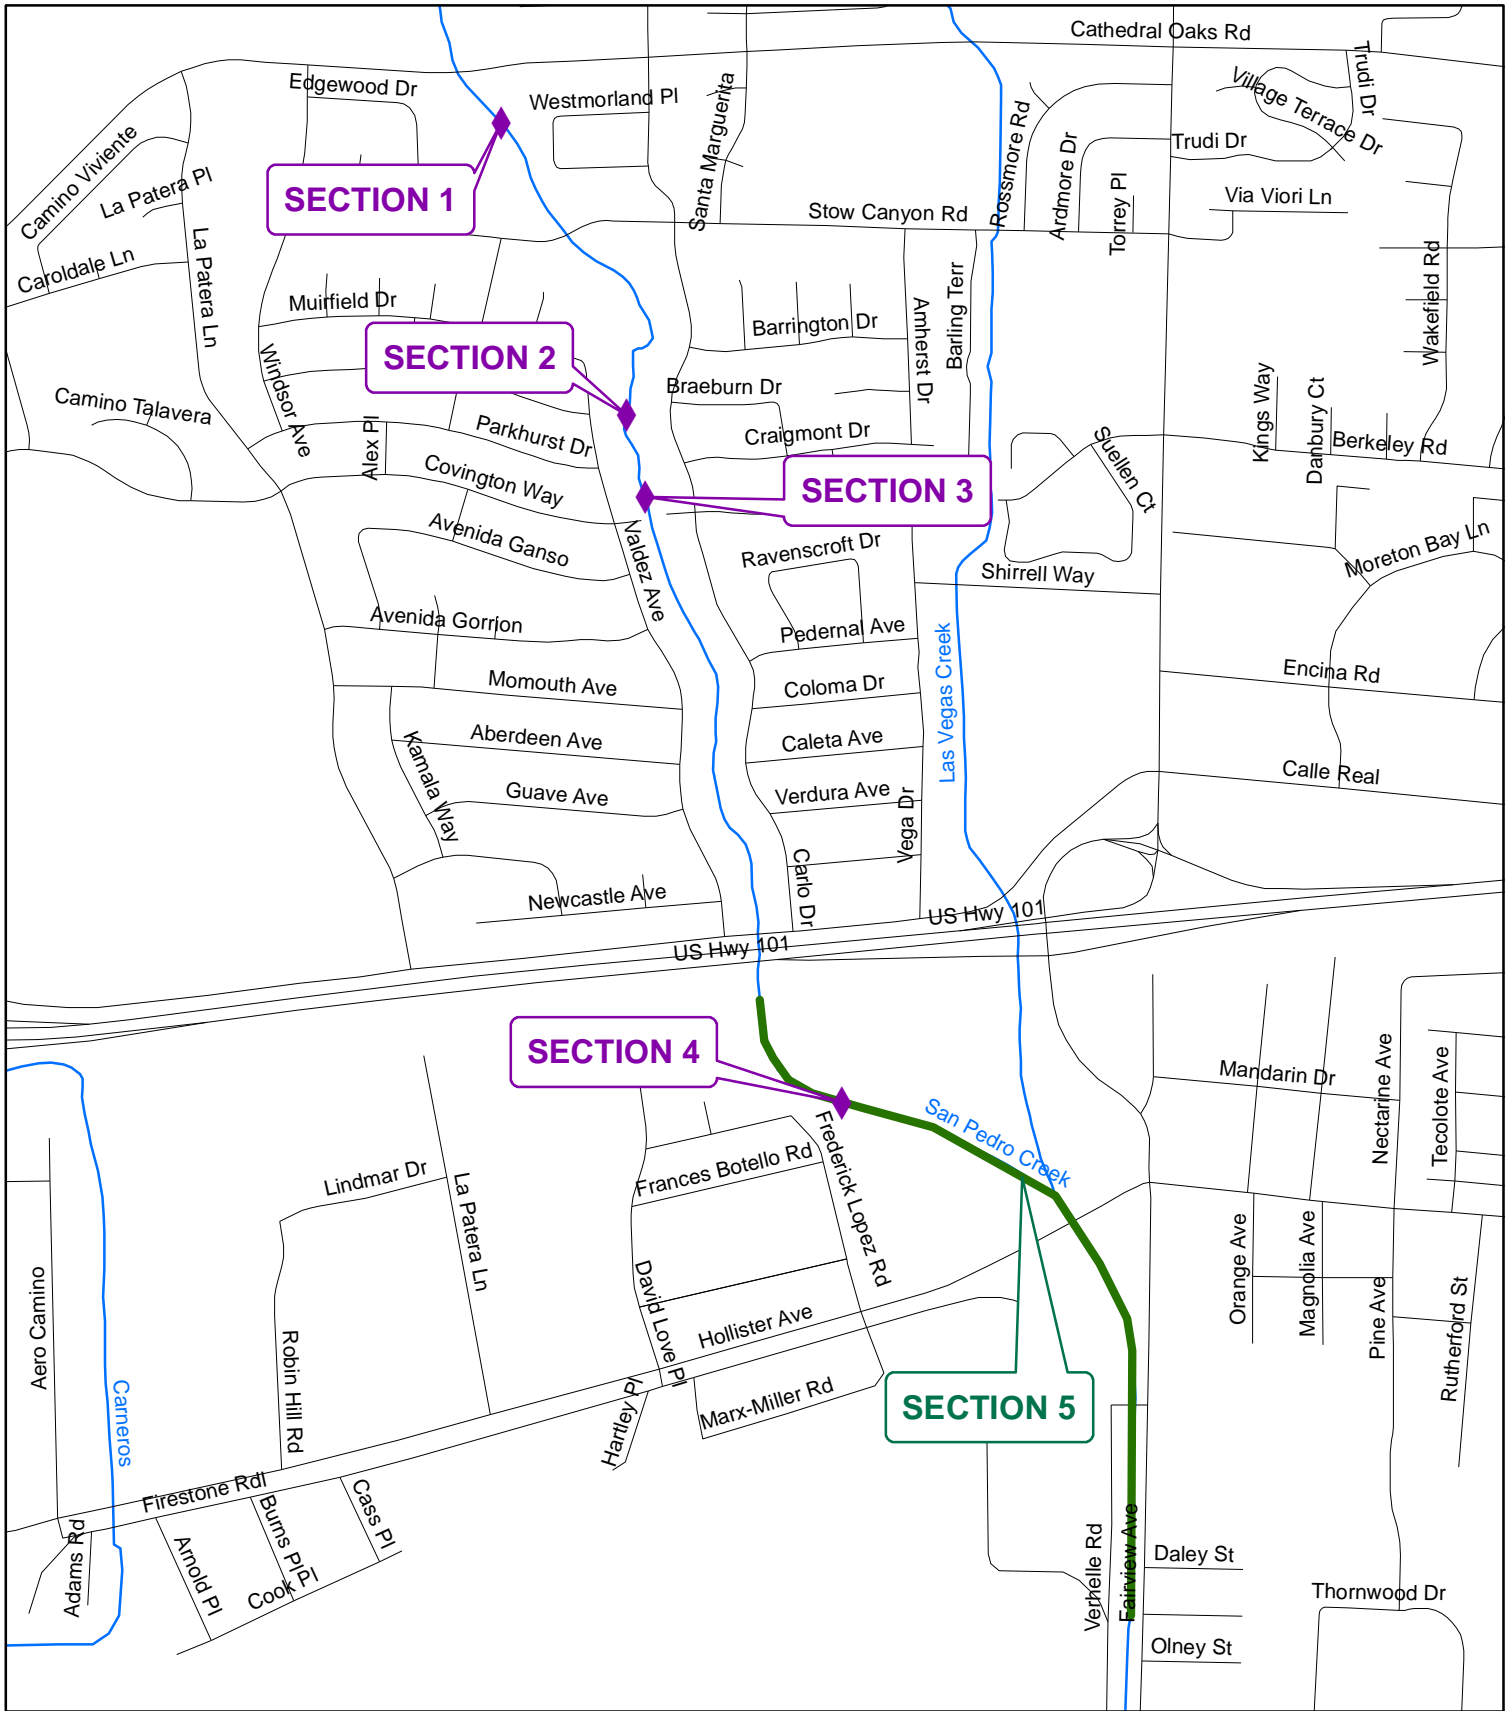 Cathedral Oaks Rd
Trudi Dr
Edgewood Dr
Westmorland Pl
Santa Marguerita
Village Terrace Dr
Rossmore Rd
Ardmore Dr
Trudi Dr
Camino Viviente
La Patera Pl
SECTION 1
Torrey Pl
Via Viori Ln
Stow Canyon Rd
La Patera Ln
Caroldale Ln
Wakefield Rd
Muirfield Dr
Barrington Dr
Amherst Dr
Barling Terr
SECTION 2
Windsor Ave
Braeburn Dr
Kings Way
Danbury Ct
Camino Talavera
Alex Pl
Parkhurst Dr
Craigmont Dr
Suellen Ct
Berkeley Rd
Covington Way
SECTION 3
Avenida Ganso
Valdez Ave
Ravenscroft Dr
Shirrell Way
Moreton Bay Ln
Avenida Gorrion
Pedernal Ave
Las Vegas Creek
Momouth Ave
Coloma Dr
Encina Rd
Aberdeen Ave
Caleta Ave
Kamala Way
Calle Real
Guave Ave
Verdura Ave
Vega Dr
Carlo Dr
Newcastle Ave
US Hwy 101
US Hwy 101
SECTION 4
San Pedro Creek
Mandarin Dr
Nectarine Ave
Tecolote Ave
Frederick Lopez Rd
Frances Botello Rd
Lindmar Dr
La Patera Ln
David Love Pl
Orange Ave
Magnolia Ave
Pine Ave
Rutherford St
Aero Camino
Robin Hill Rd
Hollister Ave
Carneros
Hartley Pl
Marx-Miller Rd
SECTION 5
Firestone Rdl
Adams Rd
Arnold Pl
Burns Pl
Cass Pl
Cook Pl
Verhelle Rd
Fairview Ave
Daley St
Thornwood Dr
Olney St